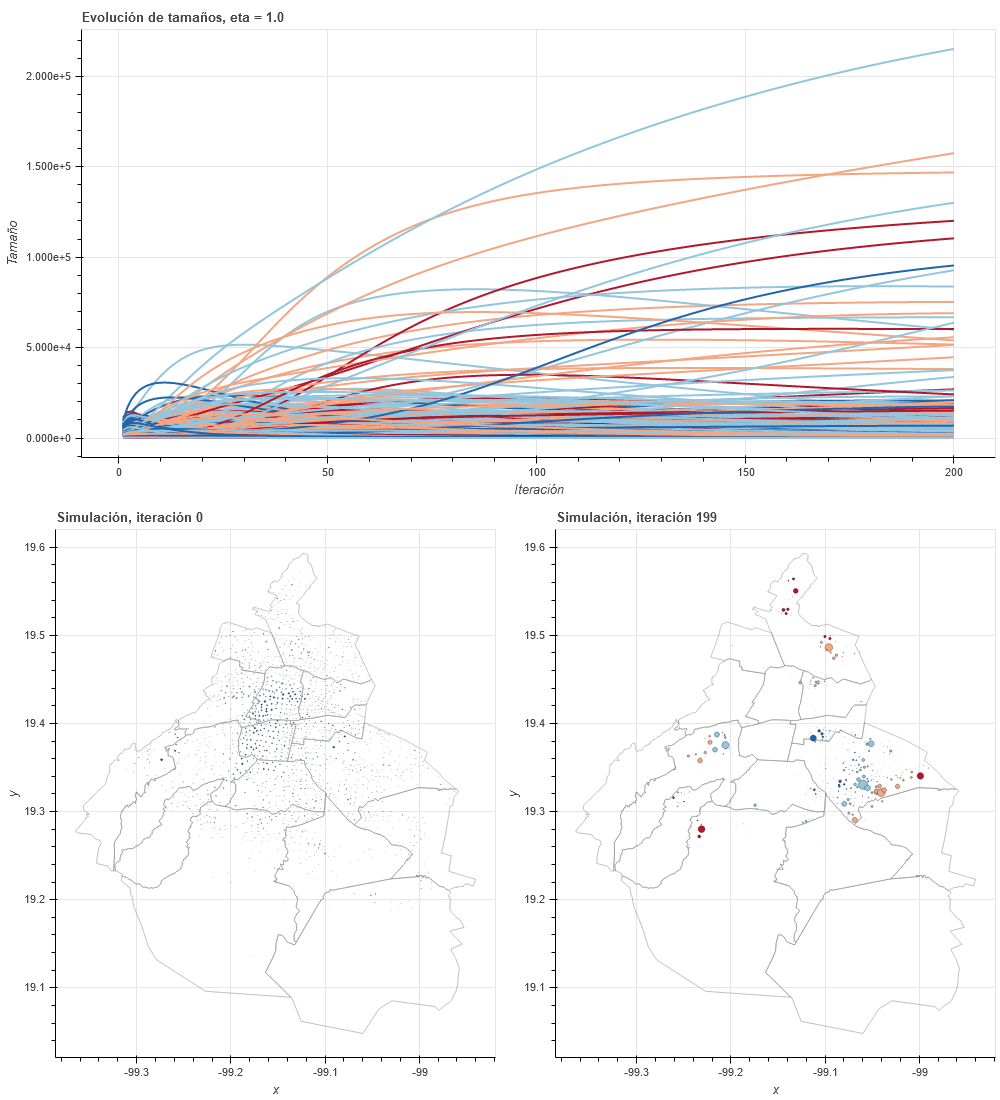 Evolución de tamaños, eta = 1.0
2.000e+5
1.500e+5
1.000e+5
5.000e+4
0.000e+0
Tamaño
0 50 100 150 200
Iteración
Simulación, iteración 0
19.6
19.5
19.4
19.3
19.2
19.1
y
-99.3 -99.2 -99.1 -99
x
Simulación, iteración 199
19.6
19.5
19.4
19.3
19.2
19.1
y
-99.3 -99.2 -99.1 -99
x